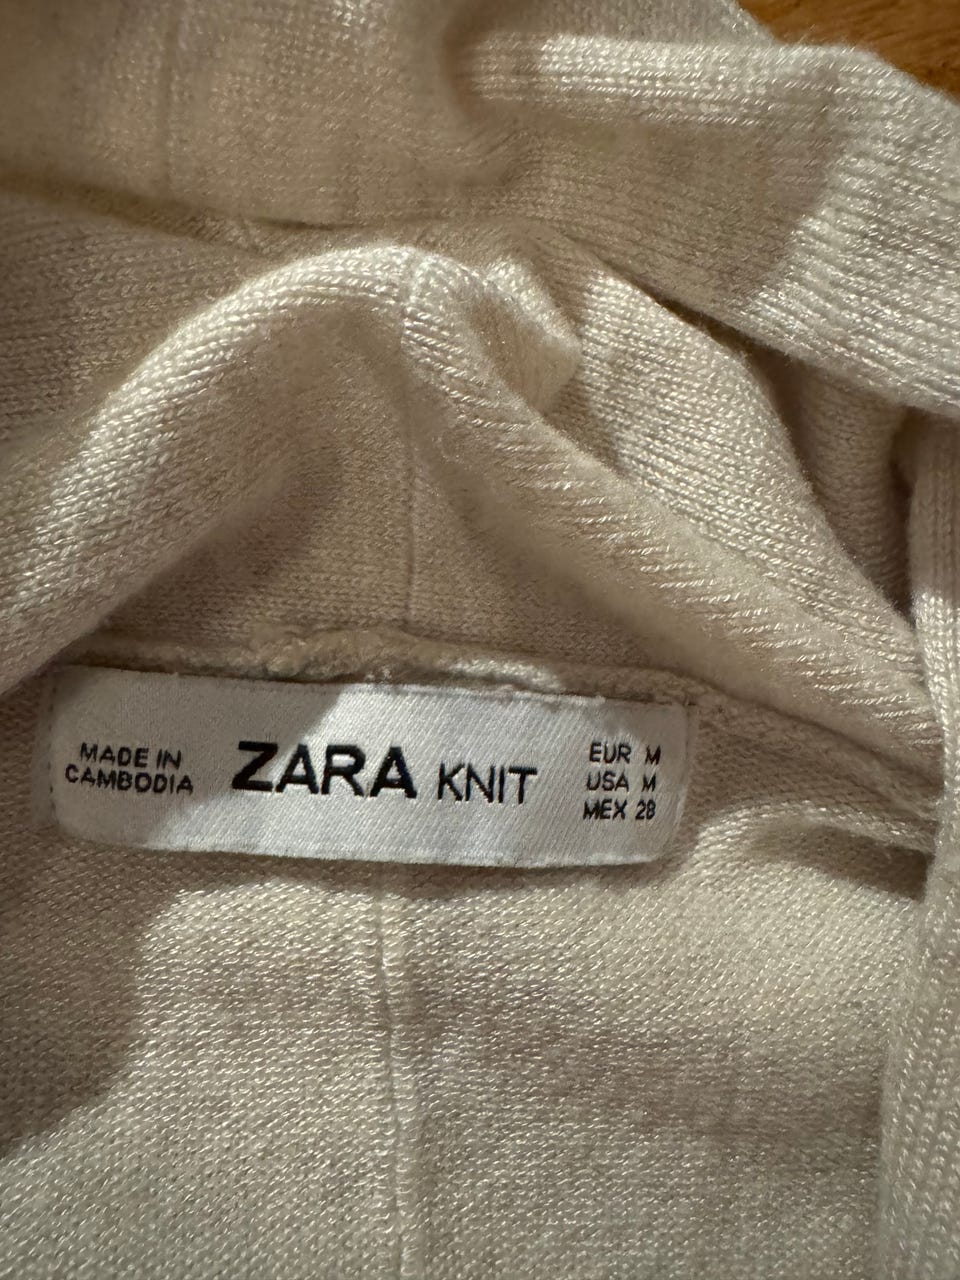 MADE IN
CAMBODIA
ZARA KNIT
EUR M
USA M
MEX 28